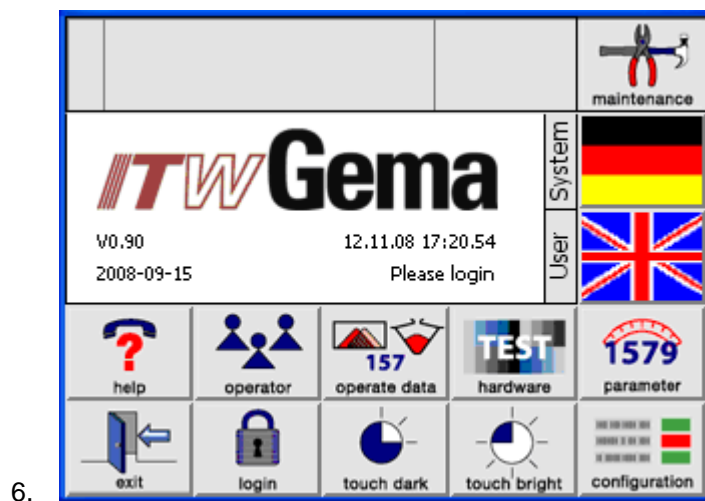 maintenance
ITW Gema
System
V0.90
12.11.08 17:20.54
User
2008-09-15
Please login
157
TEST
1579
help
operator
operate data
hardware
parameter
exit
login
touch dark
touch bright
configuration
6.